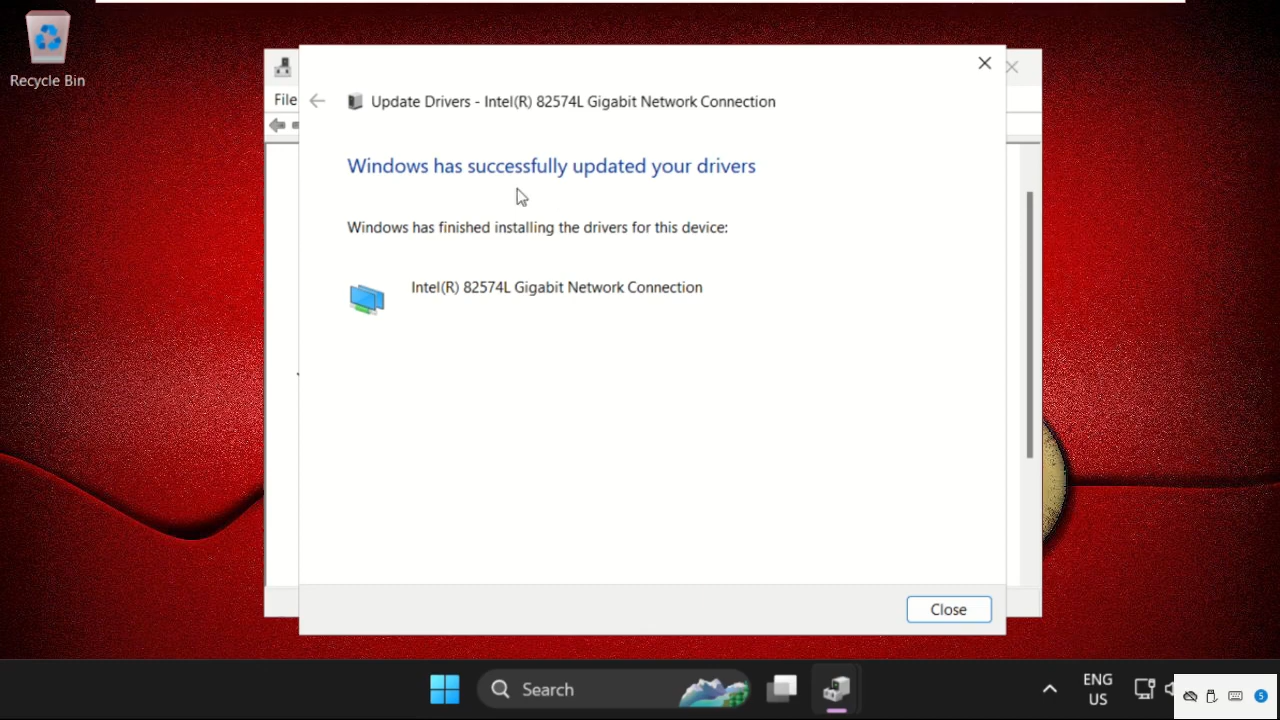 Recycle Bin
File
Update Drivers - Intel(R) 82574L Gigabit Network Connection
Windows has successfully updated your drivers
Windows has finished installing the drivers for this device:
Intel(R) 82574L Gigabit Network Connection
Close
Search
ENG
US
5